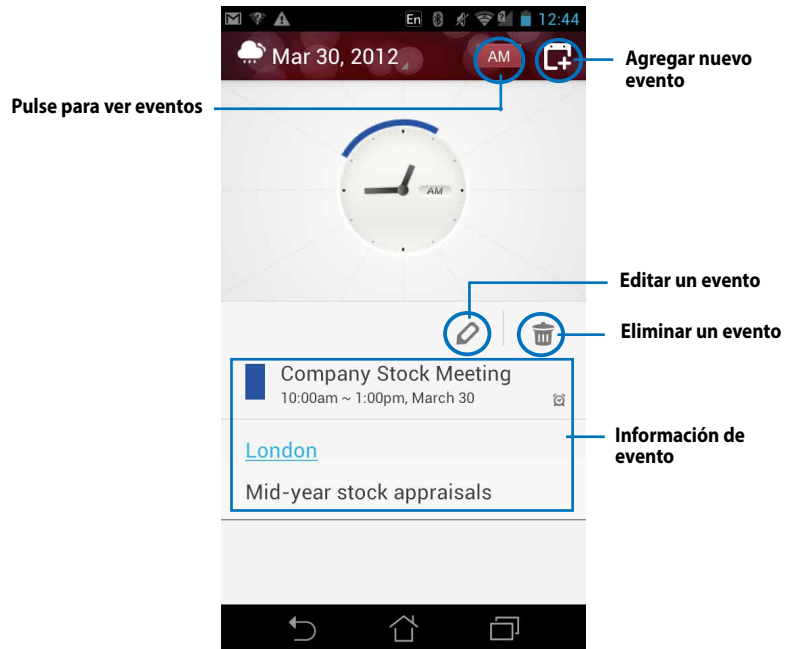 En 12:44
Mar 30, 2012 AM
Agregar nuevo
evento
Pulse para ver eventos
AM
Editar un evento
Eliminar un evento
Company Stock Meeting
10:00am ~ 1:00pm, March 30
Información de
evento
London
Mid-year stock appraisals